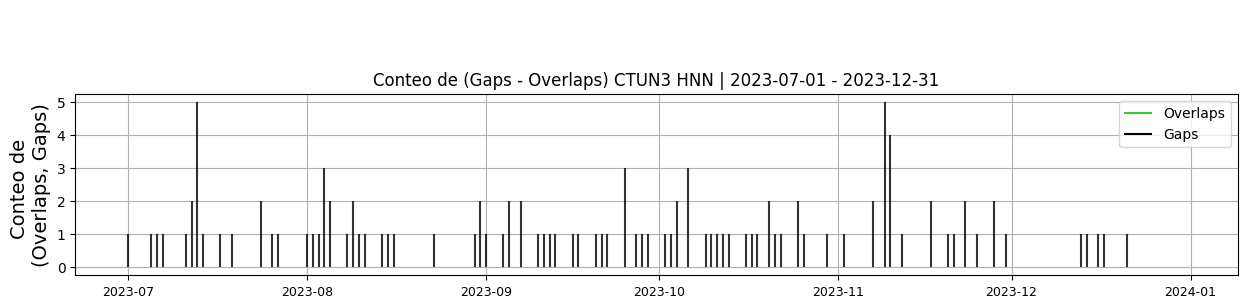 Conteo de (Gaps - Overlaps) CTUN3 HNN | 2023-07-01 - 2023-12-31
Conteo de
(Overlaps, Gaps)
5
4
3
2
1
0
Overlaps
Gaps
2023-07 2023-08 2023-09 2023-10 2023-11 2023-12 2024-01